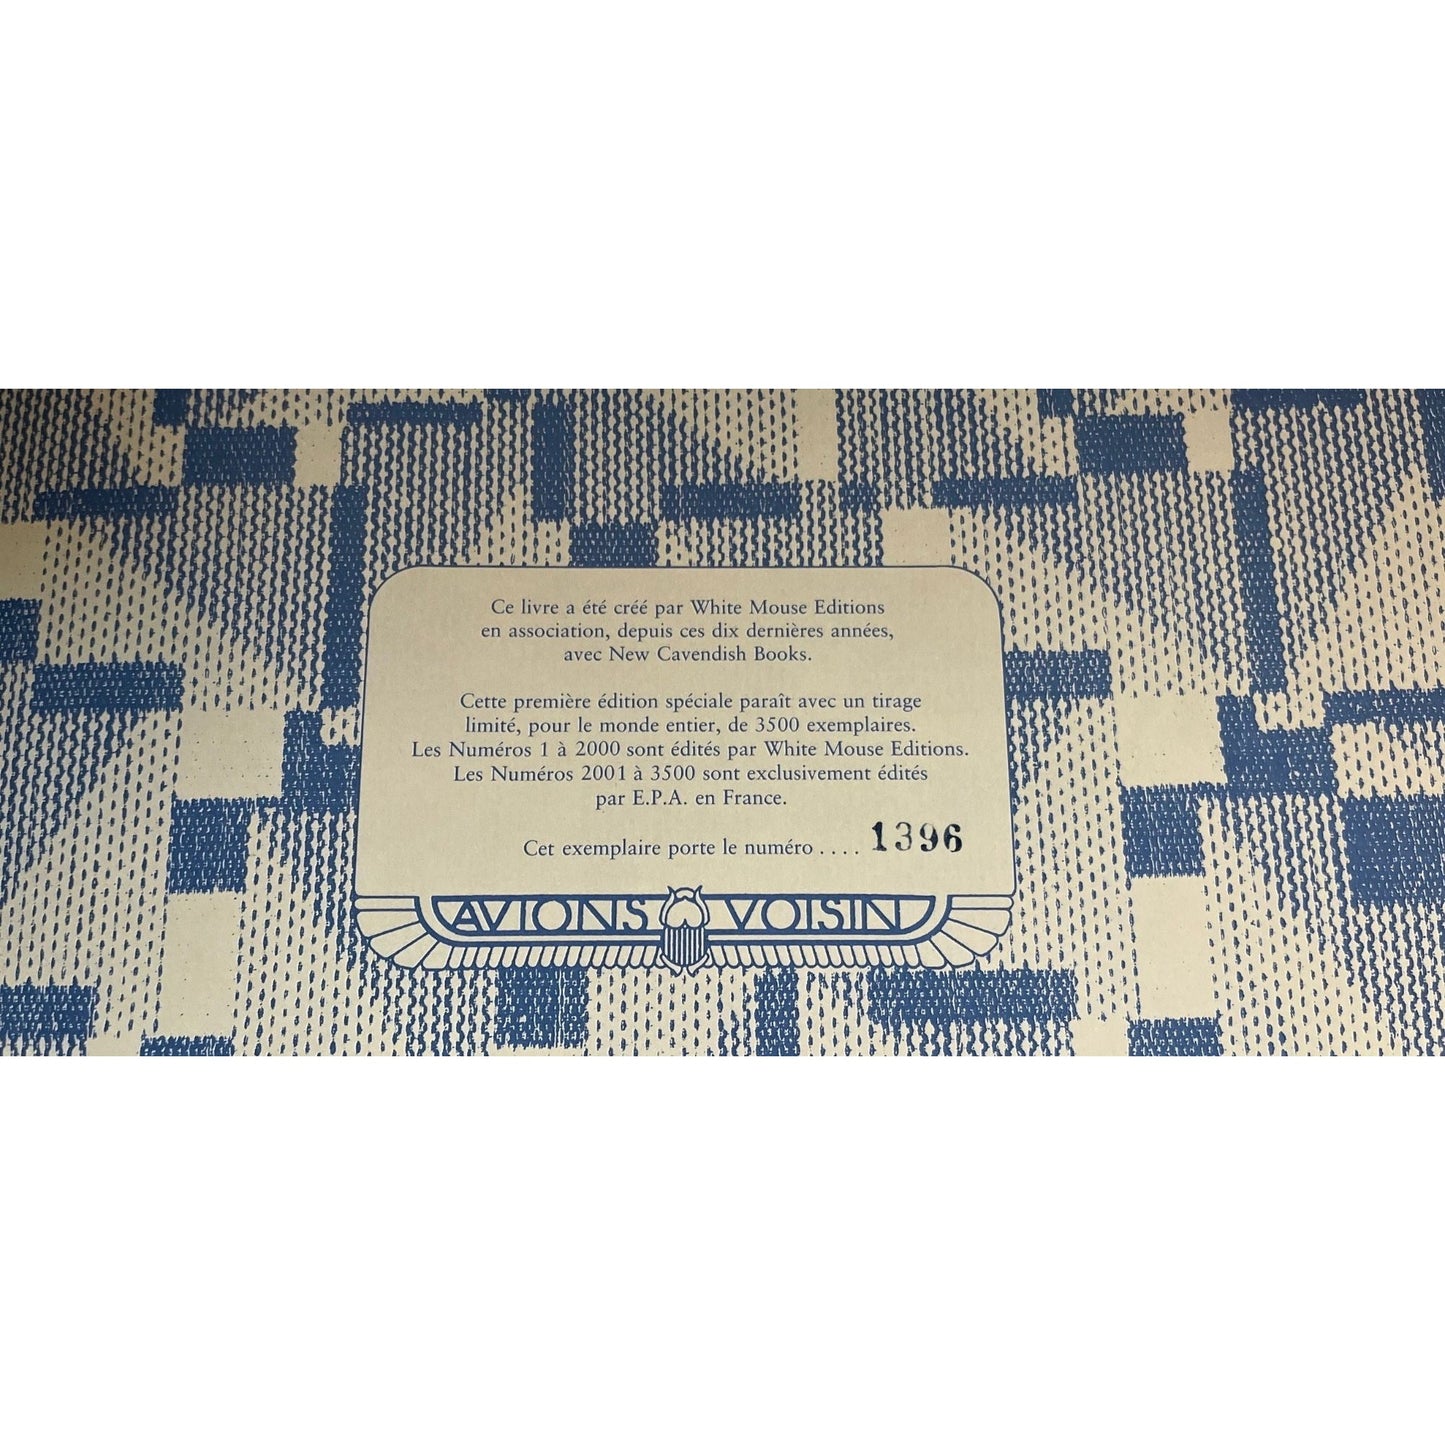 Ce livre a été créé par White Mouse Editions
en association, depuis ces dix dernières années,
avec New Cavendish Books.
Cette première édition spéciale paraît avec un tirage
limité, pour le monde entier, de 3500 exemplaires.
Les Numéros 1 à 2000 sont édités par White Mouse Editions.
Les Numéros 2001 à 3500 sont exclusivement édités
par E.P.A. en France.
Cet exemplaire porte le numéro .... 1396
AVIONS VOISIN